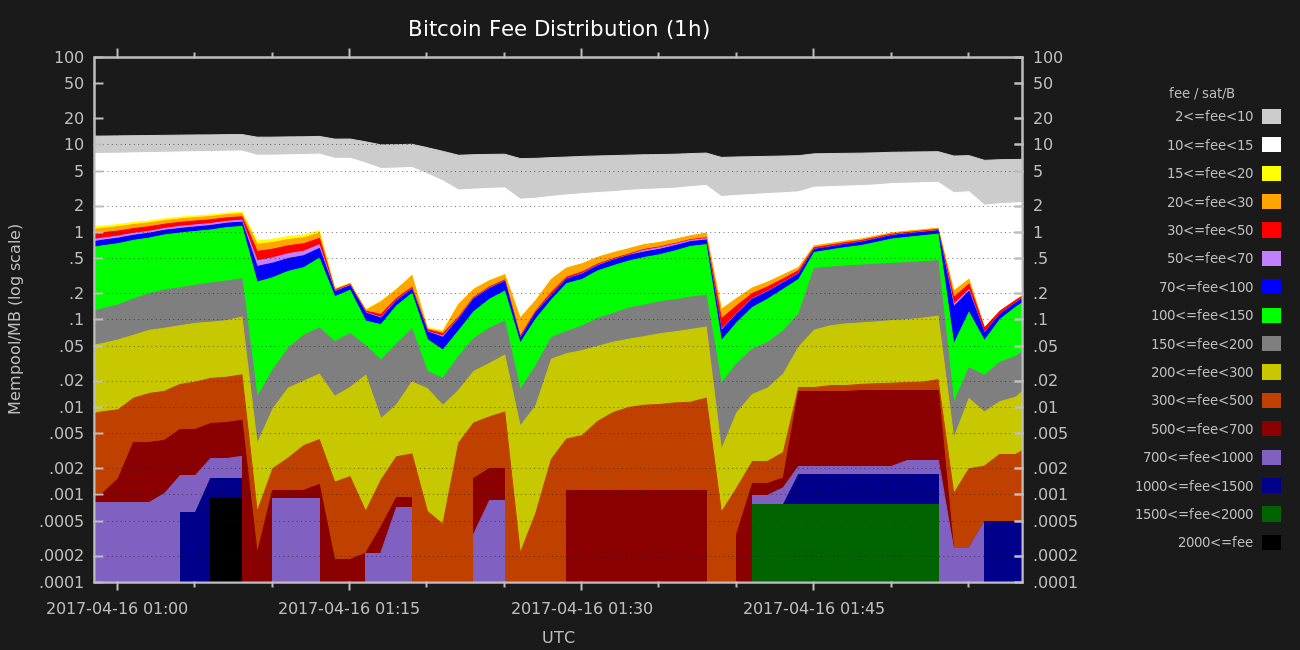 Bitcoin Fee Distribution (1h)
100 100
50 50
20 20
10 10
5 5
2 2
1 1
.5 .5
.2 .2
.1 .1
.05 .05
.02 .02
.01 .01
.005 .005
.002 .002
.001 .001
.0005 .0005
.0002 .0002
.0001 .0001
Mempool/MB (log scale)
2017-04-16 01:00 2017-04-16 01:15 2017-04-16 01:30 2017-04-16 01:45
UTC
fee / sat/B
2<=fee<10
10<=fee<15
15<=fee<20
20<=fee<30
30<=fee<50
50<=fee<70
70<=fee<100
100<=fee<150
150<=fee<200
200<=fee<300
300<=fee<500
500<=fee<700
700<=fee<1000
1000<=fee<1500
1500<=fee<2000
2000<=fee